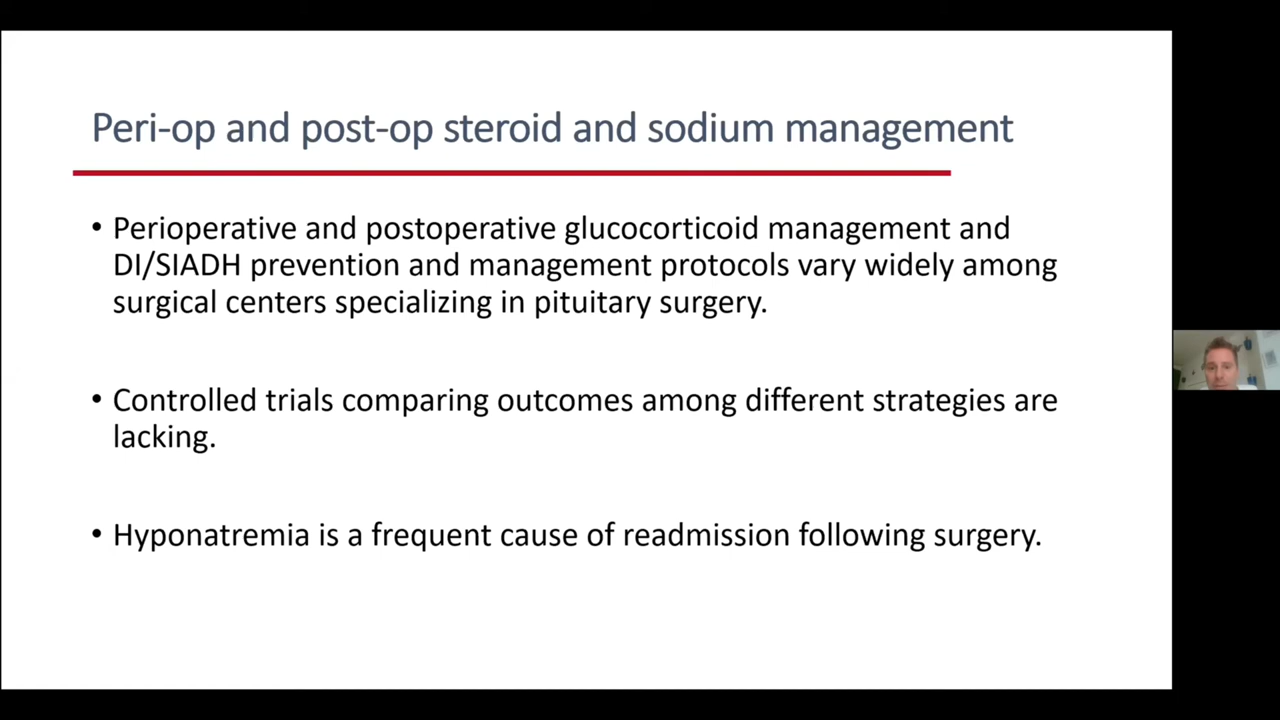 Peri-op and post-op steroid and sodium management
• Perioperative and postoperative glucocorticoid management and
DI/SIADH prevention and management protocols vary widely among
surgical centers specializing in pituitary surgery.
• Controlled trials comparing outcomes among different strategies are
lacking.
• Hyponatremia is a frequent cause of readmission following surgery.